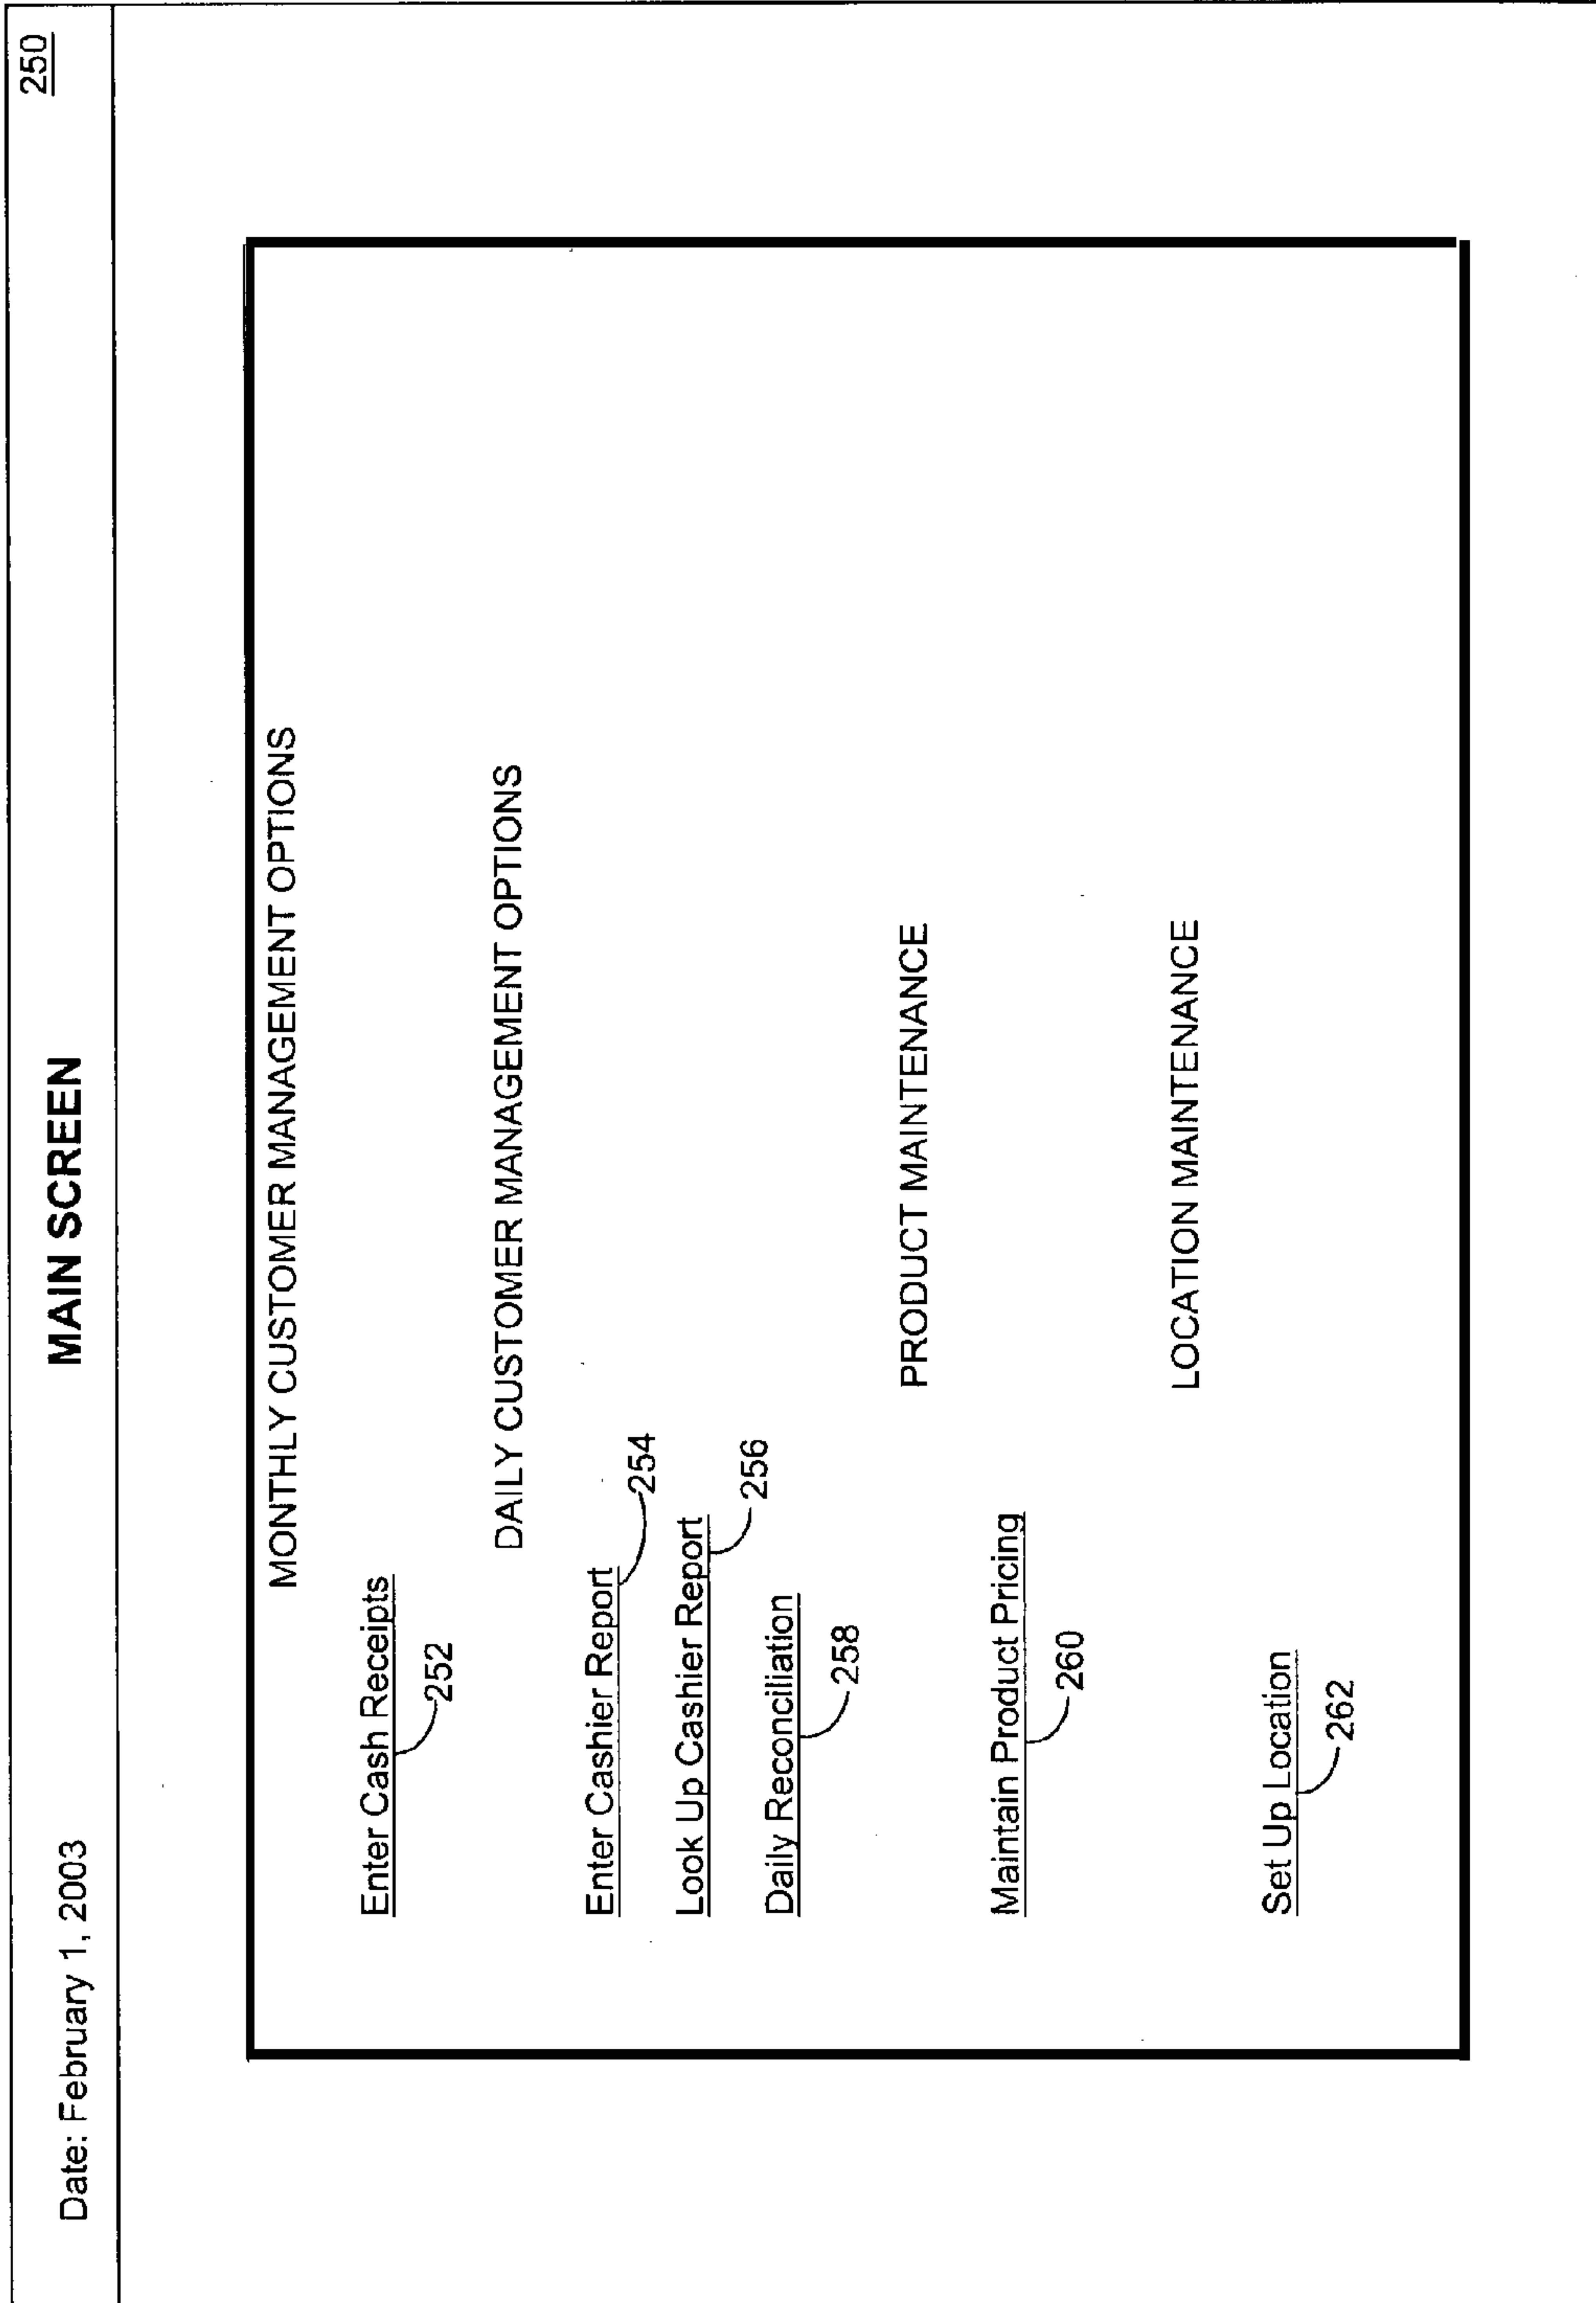 250
Date: February 1, 2003
MAIN SCREEN
MONTHLY CUSTOMER MANAGEMENT OPTIONS
Enter Cash Receipts
252
DAILY CUSTOMER MANAGEMENT OPTIONS
Enter Cashier Report
254
Look Up Cashier Report
256
Daily Reconciliation
258
PRODUCT MAINTENANCE
Maintain Product Pricing
260
LOCATION MAINTENANCE
Set Up Location
262